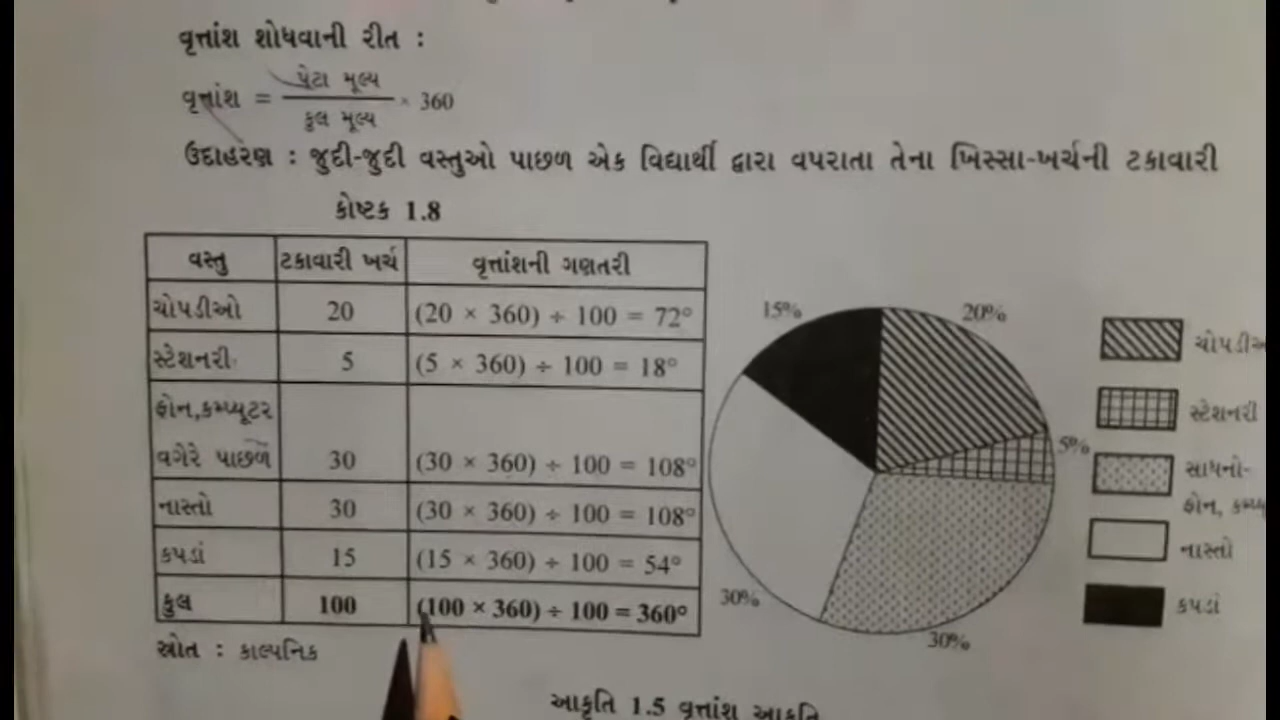 વૃત્તાંશ શોધવાની રીત :
પેટા મૂલ્ય
વૃત્તાંશ = × 360
કુલ મૂલ્ય
ઉદાહરણ : જુદી-જુદી વસ્તુઓ પાછળ એક વિદ્યાર્થી દ્વારા વપરાતા તેના ખિસ્સા-ખર્ચની ટકાવારી
કોષ્ટક 1.8
વસ્તુ ટકાવારી ખર્ચ વૃત્તાંશની ગણતરી
ચોપડીઓ 20 (20 × 360) ÷ 100 = 72°
સ્ટેશનરી 5 (5 × 360) ÷ 100 = 18°
ફોન,કમ્પ્યૂટર
વગેરે પાછળ 30 (30 × 360) ÷ 100 = 108°
નાસ્તો 30 (30 × 360) ÷ 100 = 108°
કપડાં 15 (15 × 360) ÷ 100 = 54°
કુલ 100 (100 × 360) ÷ 100 = 360°
સ્રોત : કાલ્પનિક
15%
20%
5%
30%
30%
સ્ટેશનરી
સાધનો-
ફોન,
નાસ્તો
કપડાં
આકૃતિ 1.5 વૃત્તાંશ આકૃતિ